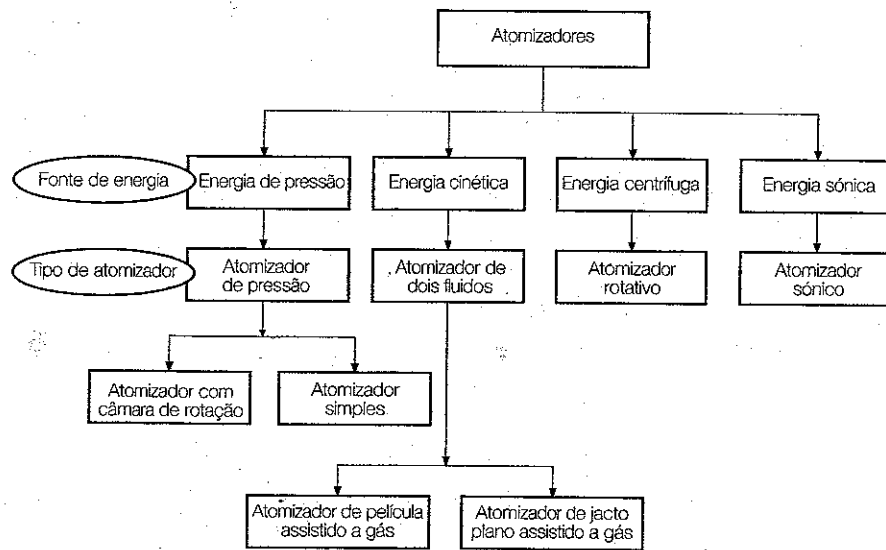 Atomizadores
Fonte de energia
Energia de pressão
Energia cinética
Energia centrífuga
Energia sónica
Tipo de atomizador
Atomizador
de pressão
Atomizador de
dois fluidos
Atomizador
rotativo
Atomizador
sónico
Atomizador com
câmara de rotação
Atomizador
simples
Atomizador de película
assistido a gás
Atomizador de jacto
plano assistido a gás